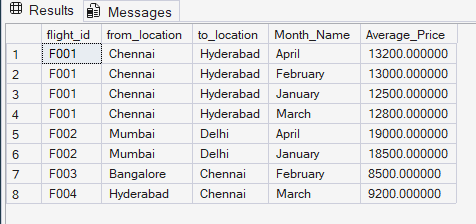 Results Messages
flight_id from_location to_location Month_Name Average_Price
1 F001 Chennai Hyderabad April 13200.000000
2 F001 Chennai Hyderabad February 13000.000000
3 F001 Chennai Hyderabad January 12500.000000
4 F001 Chennai Hyderabad March 12800.000000
5 F002 Mumbai Delhi April 19000.000000
6 F002 Mumbai Delhi January 18500.000000
7 F003 Bangalore Chennai February 8500.000000
8 F004 Hyderabad Chennai March 9200.000000